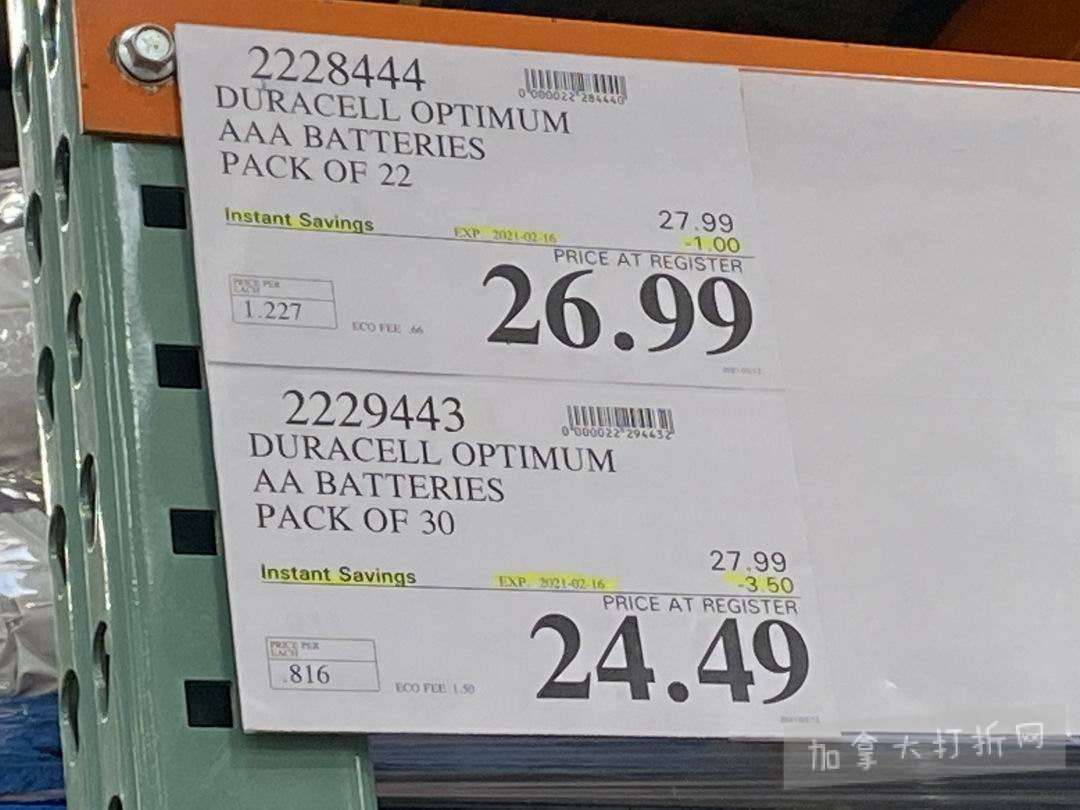 2228444
0 000022 284440
DURACELL OPTIMUM
AAA BATTERIES
PACK OF 22
27.99
Instant Savings EXP. 2021-02-16 -1.00
PRICE AT REGISTER
26.99
PRICE PER
EACH
1.227
ECO FEE .66
2229443
0 000022 294432
DURACELL OPTIMUM
AA BATTERIES
PACK OF 30
27.99
Instant Savings EXP. 2021-02-16 -3.50
PRICE AT REGISTER
24.49
PRICE PER
EACH
.816
ECO FEE 1.50
加拿大打折网